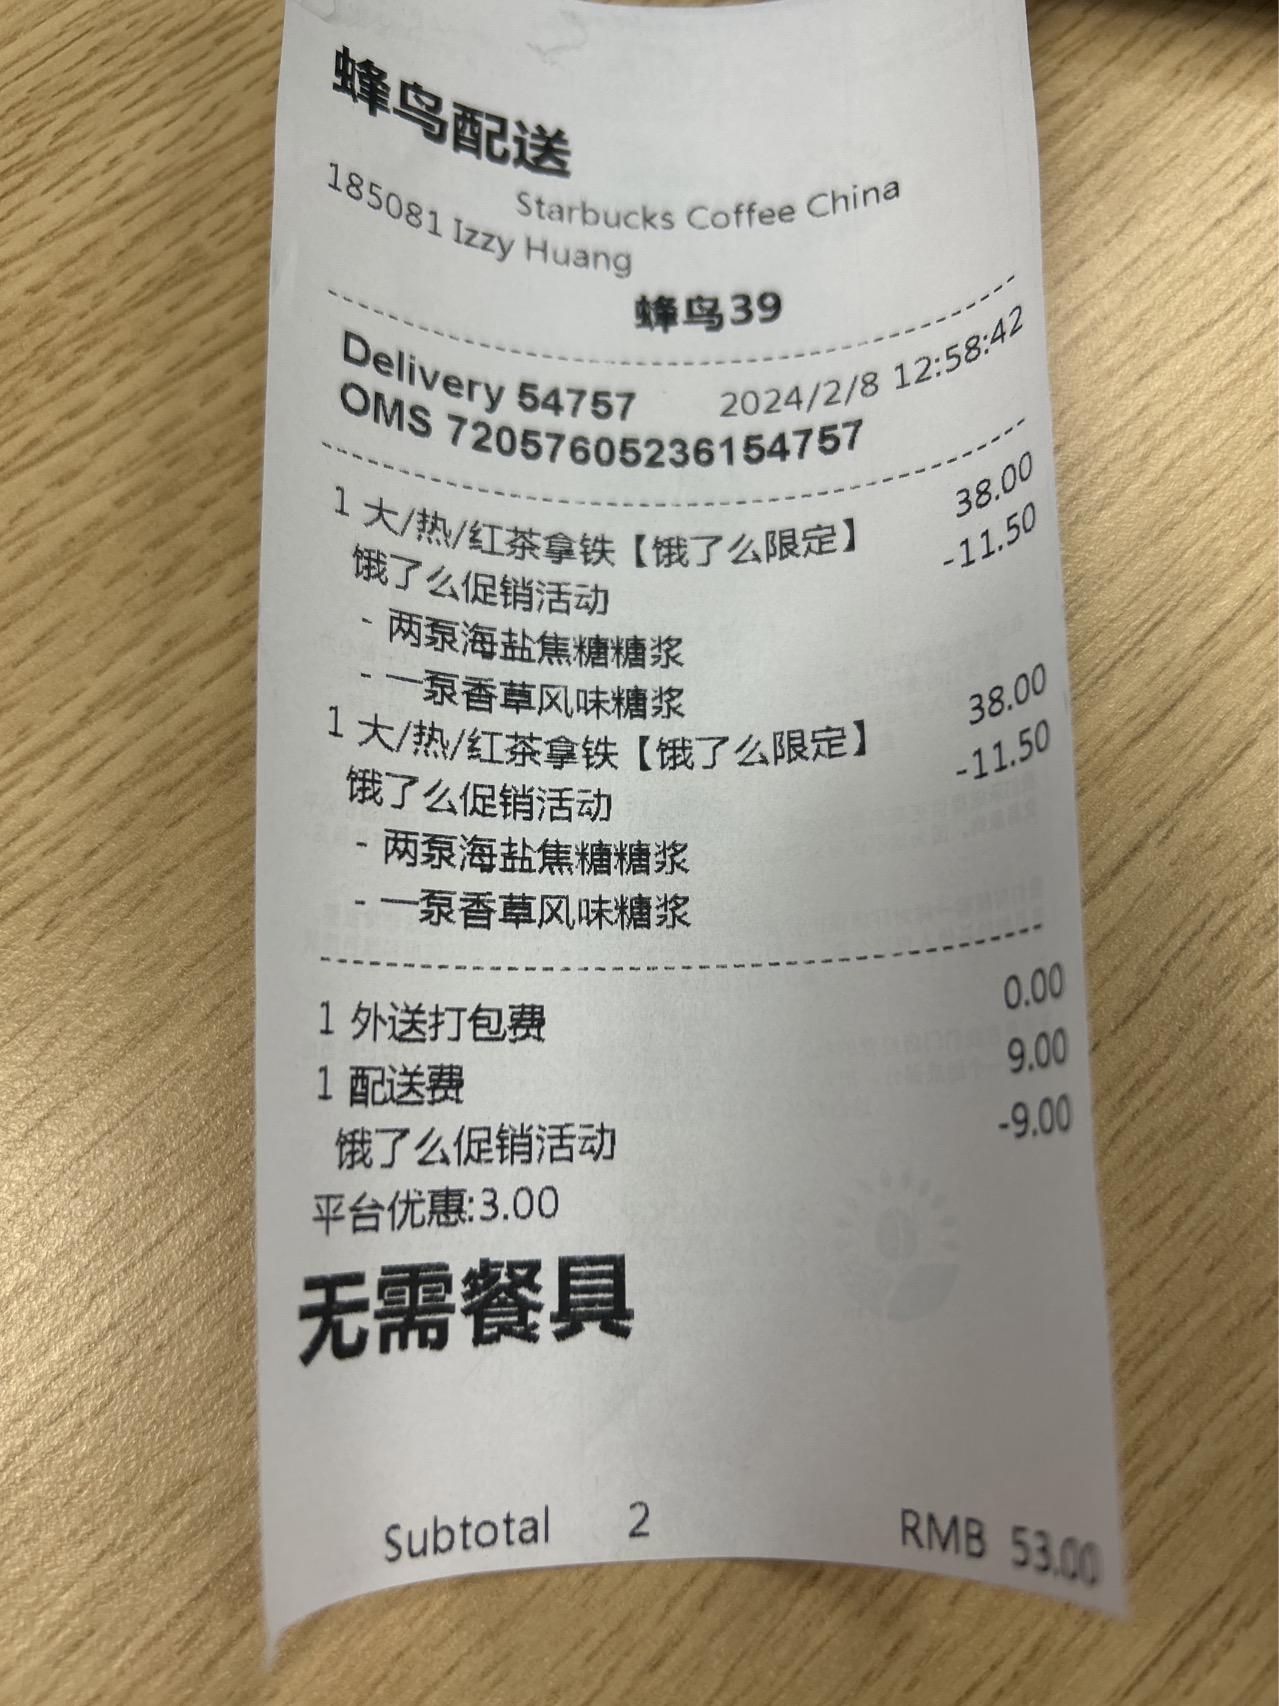 蜂鸟配送
Starbucks Coffee China
185081 Izzy Huang
蜂鸟39
Delivery 54757 2024/2/8 12:58:42
OMS 72057605236154757
1 大/热/红茶拿铁【饿了么限定】 38.00
饿了么促销活动 -11.50
- 两泵海盐焦糖糖浆
- 一泵香草风味糖浆
1 大/热/红茶拿铁【饿了么限定】 38.00
饿了么促销活动 -11.50
- 两泵海盐焦糖糖浆
- 一泵香草风味糖浆
1 外送打包费 0.00
1 配送费 9.00
饿了么促销活动 -9.00
平台优惠:3.00
无需餐具
Subtotal 2 RMB 53.00